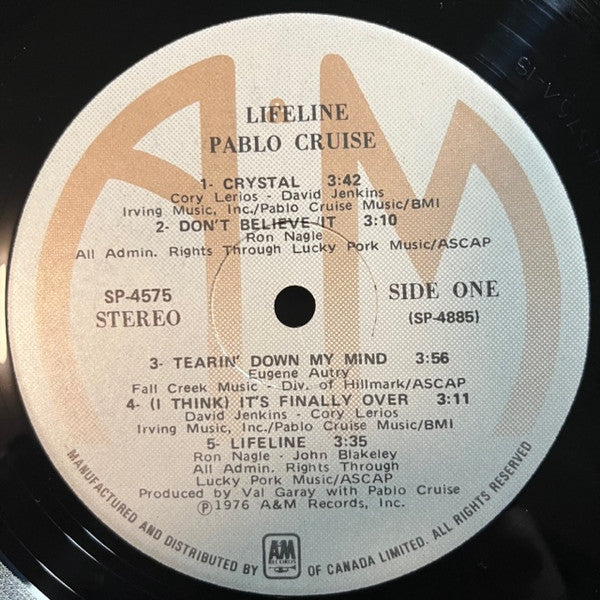 LIFELINE
PABLO CRUISE
1- CRYSTAL 3:42
Cory Lerios - David Jenkins
Irving Music, Inc./Pablo Cruise Music/BMI
2- DON'T BELIEVE IT 3:10
Ron Nagle
All Admin. Rights Through Lucky Pork Music/ASCAP
SP-4575
STEREO
SIDE ONE
(SP-4885)
3- TEARIN' DOWN MY MIND 3:56
Eugene Autry
Fall Creek Music - Div. of Hillmark/ASCAP
4- (I THINK) IT'S FINALLY OVER 3:11
David Jenkins - Cory Lerios
Irving Music, Inc./Pablo Cruise Music/BMI
5- LIFELINE 3:35
Ron Nagle - John Blakeley
All Admin. Rights Through
Lucky Pork Music/ASCAP
Produced by Val Garay with Pablo Cruise
℗1976 A&M Records, Inc.
MANUFACTURED AND DISTRIBUTED BY A&M RECORDS OF CANADA LIMITED. ALL RIGHTS RESERVED